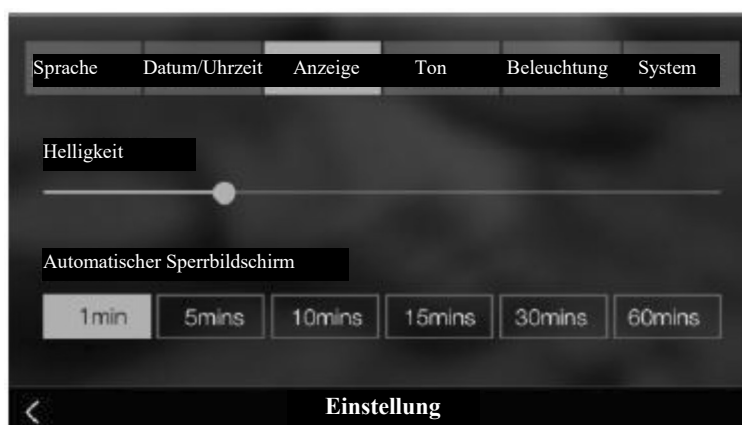 Sprache Datum/Uhrzeit Anzeige Ton Beleuchtung System
Helligkeit
Automatischer Sperrbildschirm
1min 5mins 10mins 15mins 30mins 60mins
Einstellung